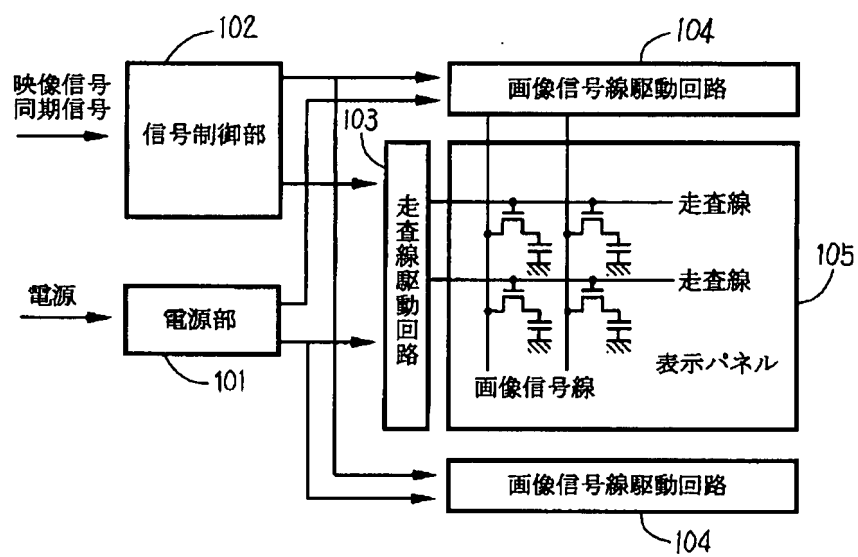 102
104
映像信号
同期信号
信号制御部
画像信号線駆動回路
103
走査線駆動回路
走査線
走査線
105
電源
電源部
101
画像信号線
表示パネル
画像信号線駆動回路
104